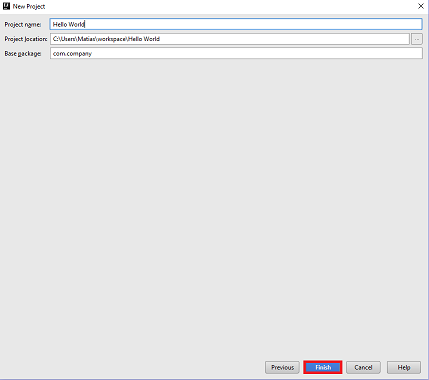 New Project
Project name: Hello World
Project location: C:\Users\Matias\workspace\Hello World ...
Base package: com.company
Previous Finish Cancel Help